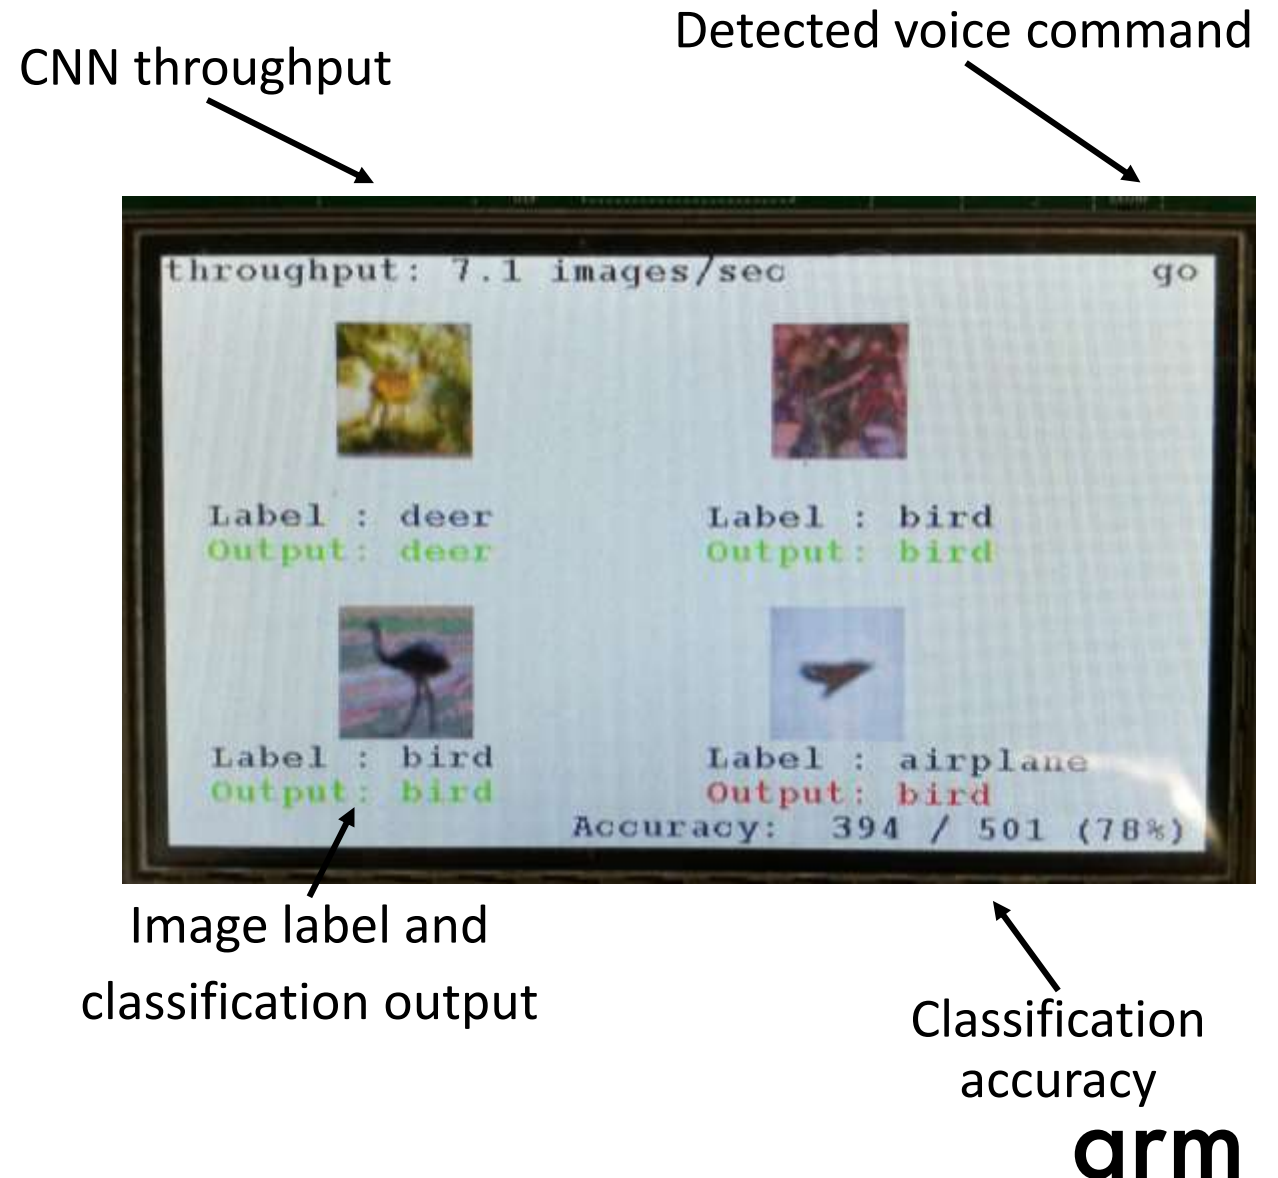 Detected voice command
CNN throughput
throughput: 7.1 images/sec
go
Label : deer
Output: deer
Label : bird
Output: bird
Label : bird
Output: bird
Label : airplane
Output: bird
Accuracy: 394 / 501 (78%)
Image label and
classification output
Classification
accuracy
arm